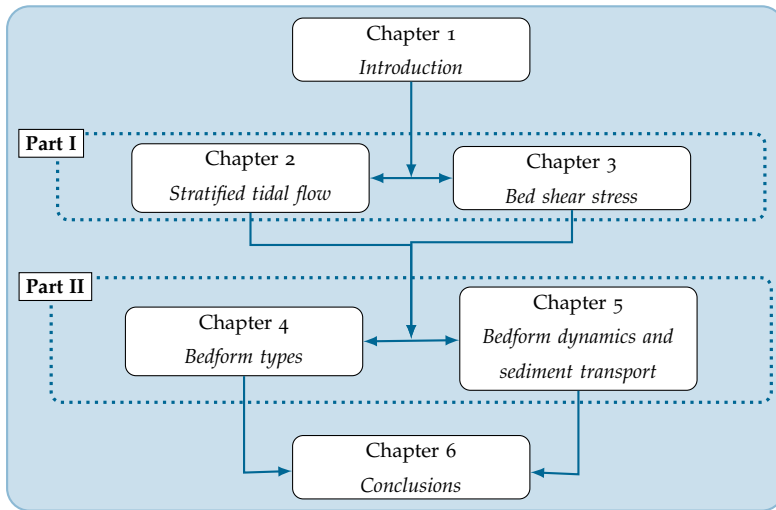 Chapter 1
Introduction
Part I
Chapter 2
Stratified tidal flow
Chapter 3
Bed shear stress
Part II
Chapter 4
Bedform types
Chapter 5
Bedform dynamics and
sediment transport
Chapter 6
Conclusions